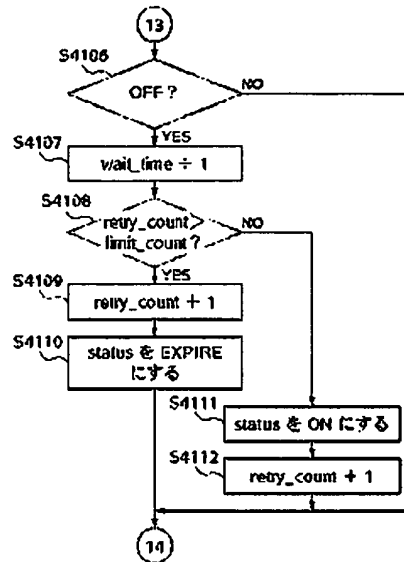 13
S4106
OFF ?
NO
YES
S4107
wait_time + 1
S4108
retry_count
limit_count ?
NO
YES
S4109
retry_count + 1
S4110
status を EXPIRE
にする
S4111
status を ON にする
S4112
retry_count + 1
14